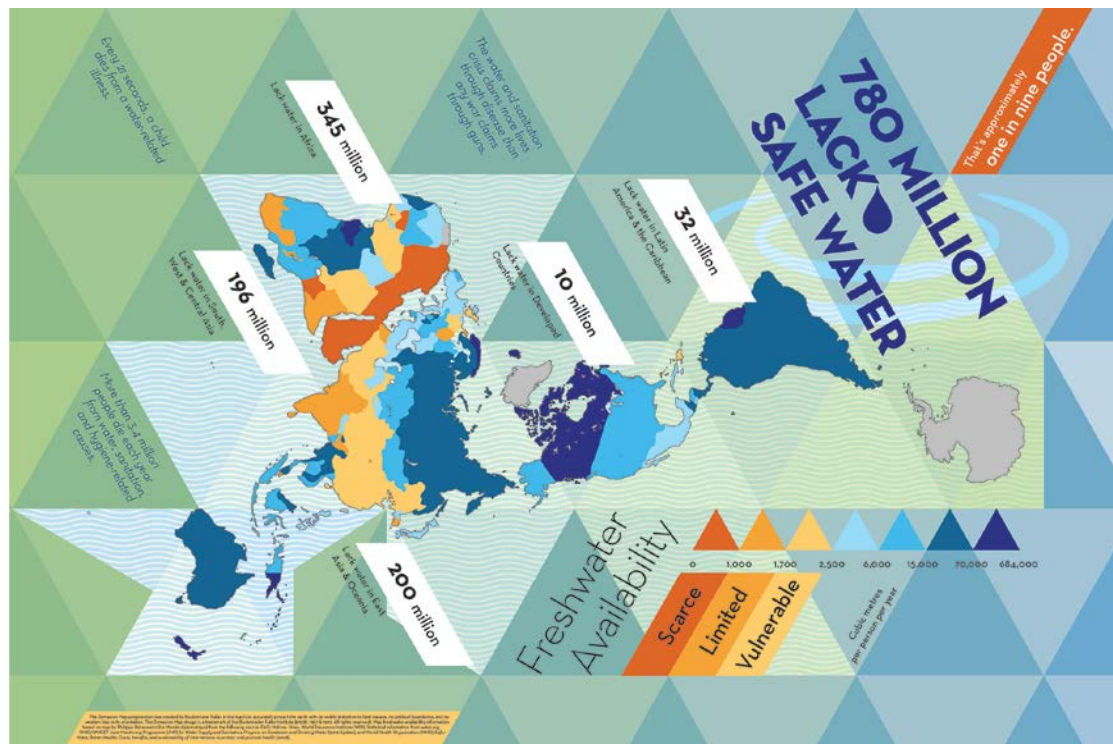 780 MILLION
LACK
SAFE WATER
That's approximately
one in nine people.
Every 21 seconds, a child
dies from a water-related
illness.
The water and sanitation
crisis claims more lives
through disease than
any war claims
through guns.
345 million
Lack water in Africa
32 million
Lack water in Latin
America & the Caribbean
196 million
Lack water in South
West & Central Asia
10 million
Lack water in Developed
Countries
More than 3.4 million
people die each year
from water, sanitation,
and hygiene-related
causes.
200 million
Lack water in East
Asia & Oceania
Freshwater
Availability
0 1,000 1,700 2,500 6,000 15,000 70,000 684,000
Scarce
Limited
Vulnerable
Cubic metres
per person per year